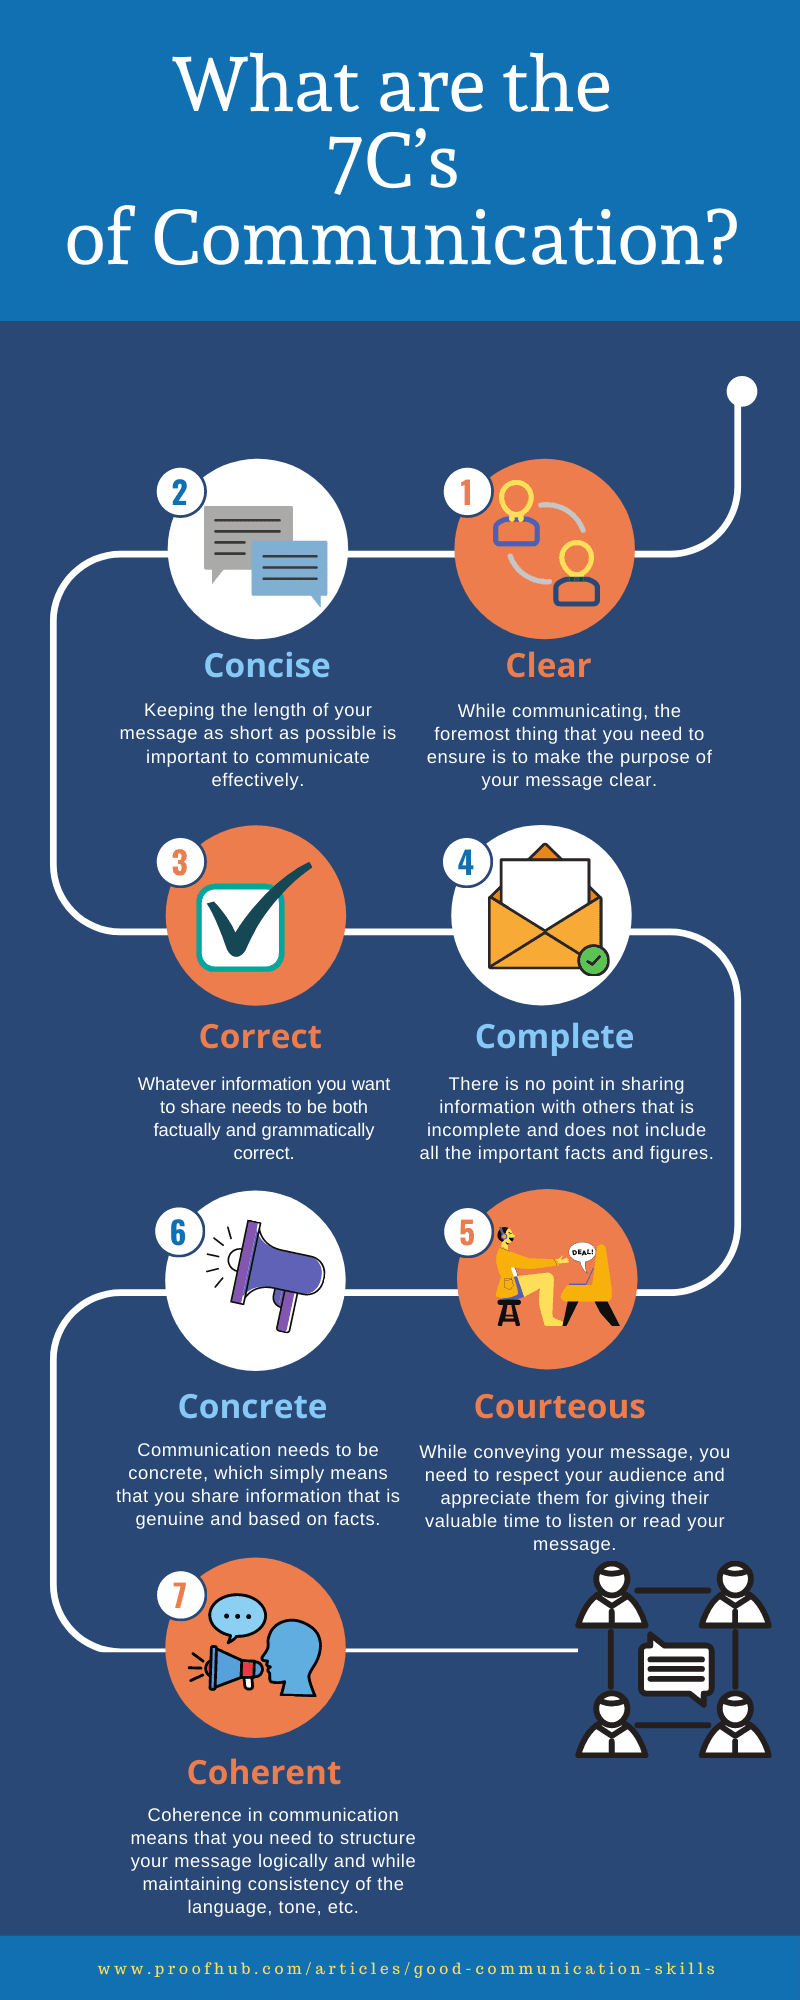 What are the
7C's
of Communication?
1
Clear
While communicating, the
foremost thing that you need to
ensure is to make the purpose of
your message clear.
2
Concise
Keeping the length of your
message as short as possible is
important to communicate
effectively.
3
Correct
Whatever information you want
to share needs to be both
factually and grammatically
correct.
4
Complete
There is no point in sharing
information with others that is
incomplete and does not include
all the important facts and figures.
5
DEAL!
Courteous
While conveying your message, you
need to respect your audience and
appreciate them for giving their
valuable time to listen or read your
message.
6
Concrete
Communication needs to be
concrete, which simply means
that you share information that is
genuine and based on facts.
7
Coherent
Coherence in communication
means that you need to structure
your message logically and while
maintaining consistency of the
language, tone, etc.
www.proofhub.com/articles/good-communication-skills